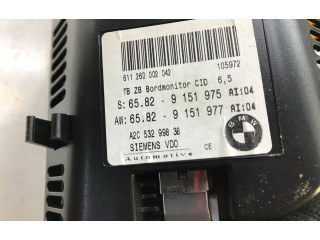 611 260 002 042 105972
TB ZB Bordmonitor CID 6,5
S: 65.82 - 9 151 975 AI:04
AW: 65.82 - 9 151 977 AI:04
A2C 532 998 38
SIEMENS VDO CE
Automotive
BMW